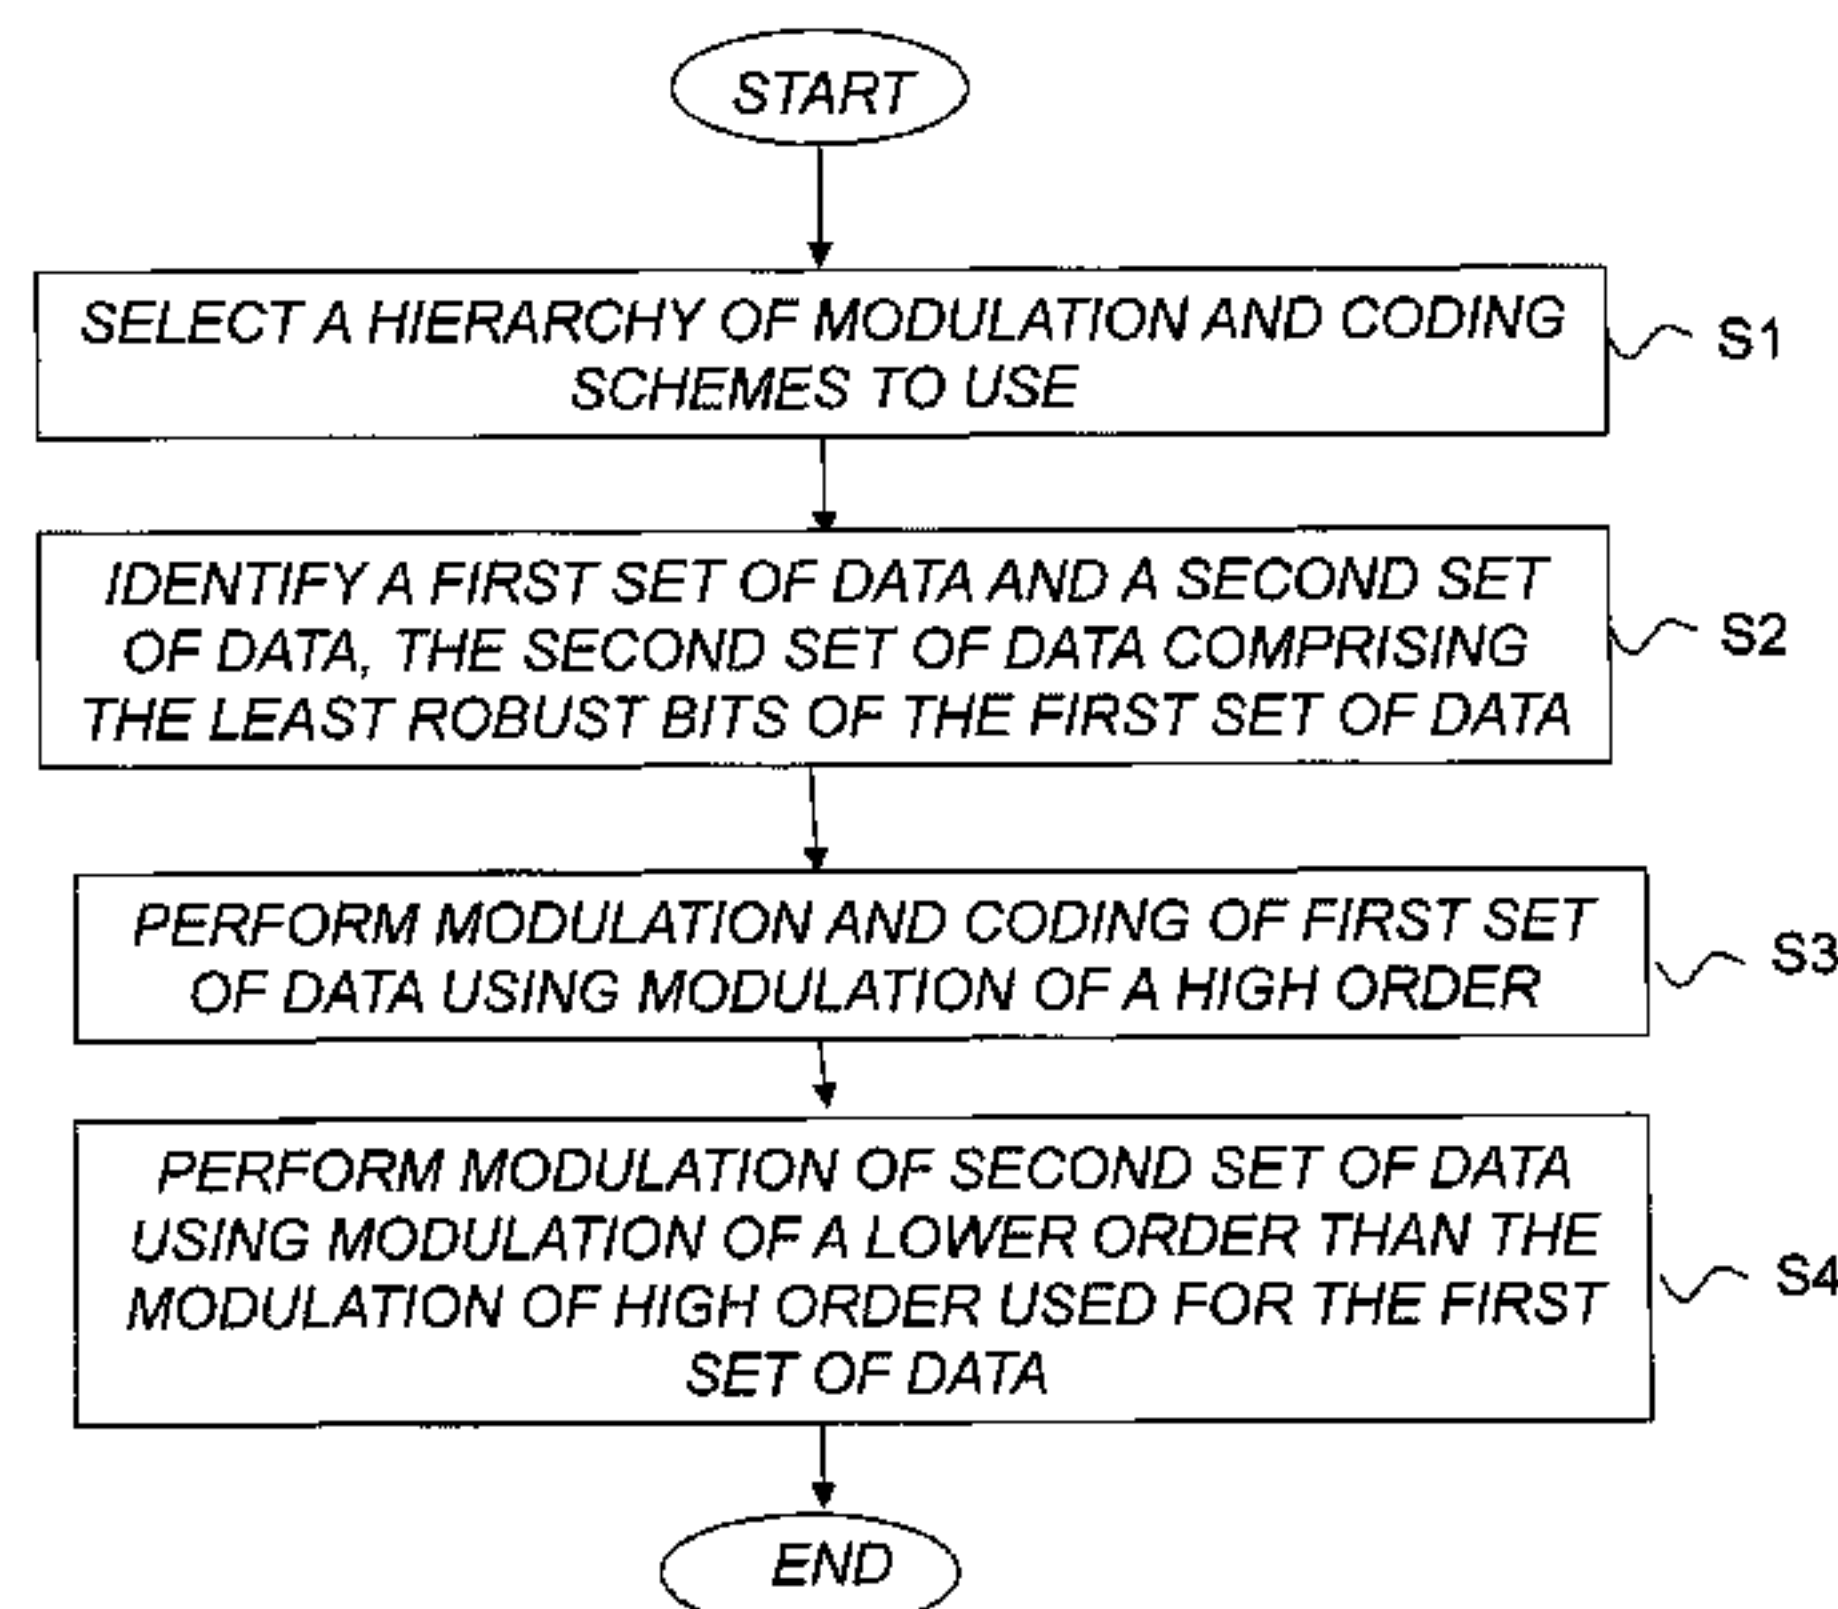 START
SELECT A HIERARCHY OF MODULATION AND CODING
SCHEMES TO USE
S1
IDENTIFY A FIRST SET OF DATA AND A SECOND SET
OF DATA, THE SECOND SET OF DATA COMPRISING
THE LEAST ROBUST BITS OF THE FIRST SET OF DATA
S2
PERFORM MODULATION AND CODING OF FIRST SET
OF DATA USING MODULATION OF A HIGH ORDER
S3
PERFORM MODULATION OF SECOND SET OF DATA
USING MODULATION OF A LOWER ORDER THAN THE
MODULATION OF HIGH ORDER USED FOR THE FIRST
SET OF DATA
S4
END